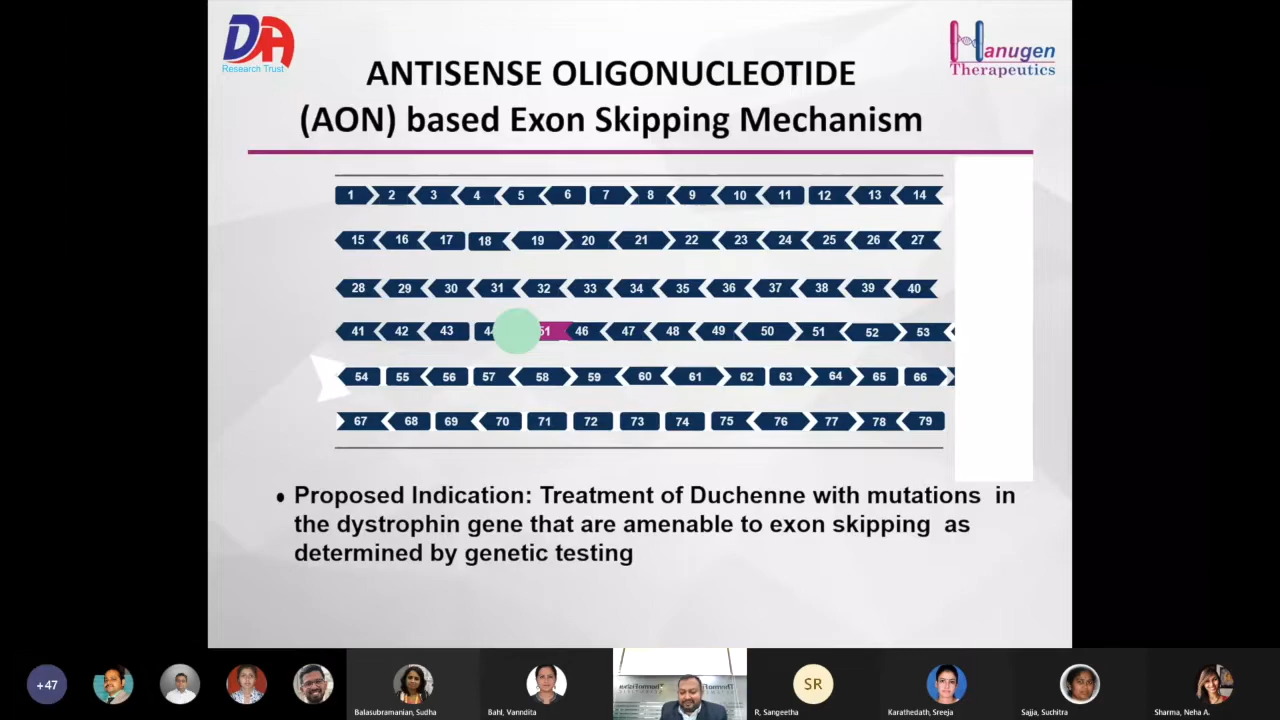 DA
Research Trust
Hanugen
Therapeutics
ANTISENSE OLIGONUCLEOTIDE
(AON) based Exon Skipping Mechanism
1 2 3 4 5 6 7 8 9 10 11 12 13 14
15 16 17 18 19 20 21 22 23 24 25 26 27
28 29 30 31 32 33 34 35 36 37 38 39 40
41 42 43 51 46 47 48 49 50 51 52 53
54 55 56 57 58 59 60 61 62 63 64 65 66
67 68 69 70 71 72 73 74 75 76 77 78 79
• Proposed Indication: Treatment of Duchenne with mutations in
the dystrophin gene that are amenable to exon skipping as
determined by genetic testing
+47
SR
Balasubramanian, Sudha
Bahl, Vanndita
R, Sangeetha
Karathedath, Sreeja
Sajja, Suchitra
Sharma, Neha A.